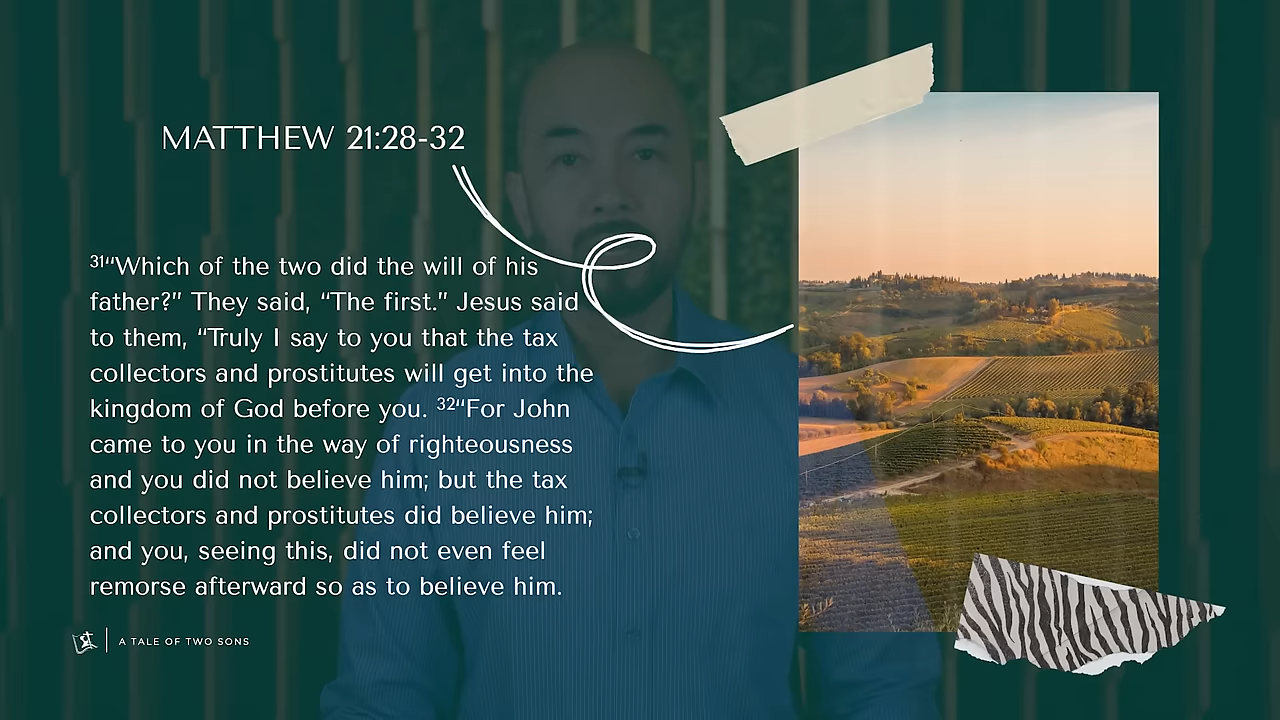 MATTHEW 21:28-32
31“Which of the two did the will of his
father?” They said, “The first.” Jesus said
to them, “Truly I say to you that the tax
collectors and prostitutes will get into the
kingdom of God before you. 32“For John
came to you in the way of righteousness
and you did not believe him; but the tax
collectors and prostitutes did believe him;
and you, seeing this, did not even feel
remorse afterward so as to believe him.
A TALE OF TWO SONS